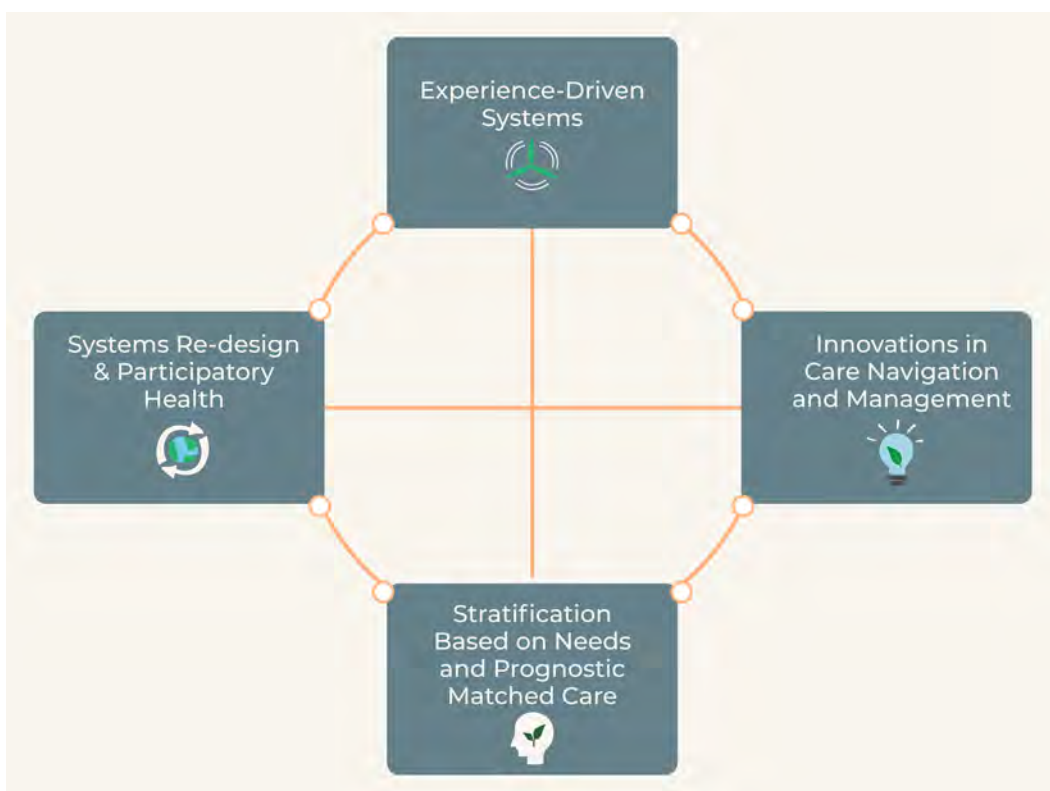 Experience-Driven
Systems
Systems Re-design
& Participatory
Health
Innovations in
Care Navigation
and Management
Stratification
Based on Needs
and Prognostic
Matched Care